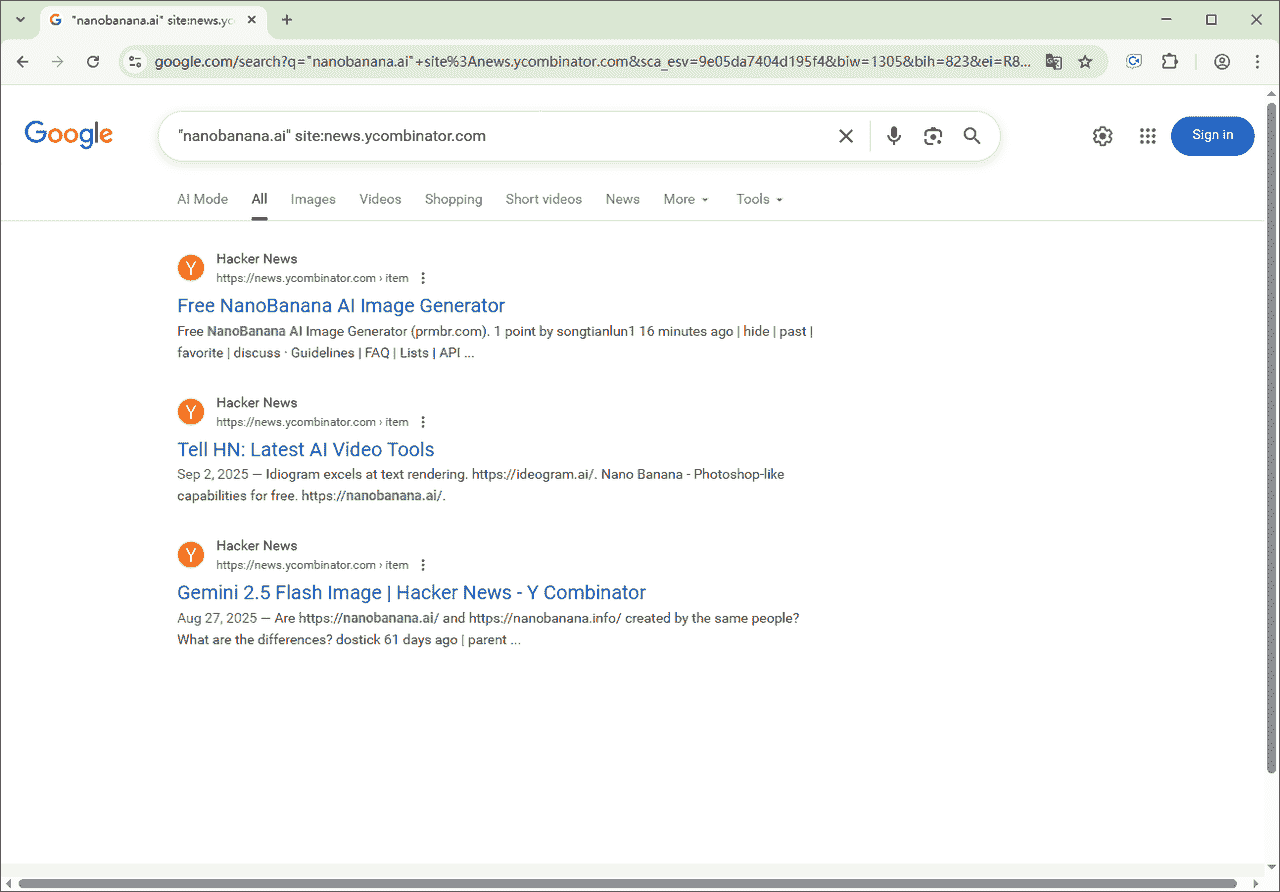 "nanobanana.ai" site:news.yc
google.com/search?q="nanobanana.ai"+site%3Anews.ycombinator.com&sca_esv=9e05da7404d195f4&biw=1305&bih=823&ei=R8...
Google
"nanobanana.ai" site:news.ycombinator.com
Sign in
AI Mode All Images Videos Shopping Short videos News More Tools
Y
Hacker News
https://news.ycombinator.com › item
Free NanoBanana AI Image Generator
Free NanoBanana AI Image Generator (prmbr.com). 1 point by songtianlun1 16 minutes ago | hide | past |
favorite | discuss · Guidelines | FAQ | Lists | API ...
Y
Hacker News
https://news.ycombinator.com › item
Tell HN: Latest AI Video Tools
Sep 2, 2025 — Idiogram excels at text rendering. https://ideogram.ai/. Nano Banana - Photoshop-like
capabilities for free. https://nanobanana.ai/.
Y
Hacker News
https://news.ycombinator.com › item
Gemini 2.5 Flash Image | Hacker News - Y Combinator
Aug 27, 2025 — Are https://nanobanana.ai/ and https://nanobanana.info/ created by the same people?
What are the differences? dostick 61 days ago | parent ...